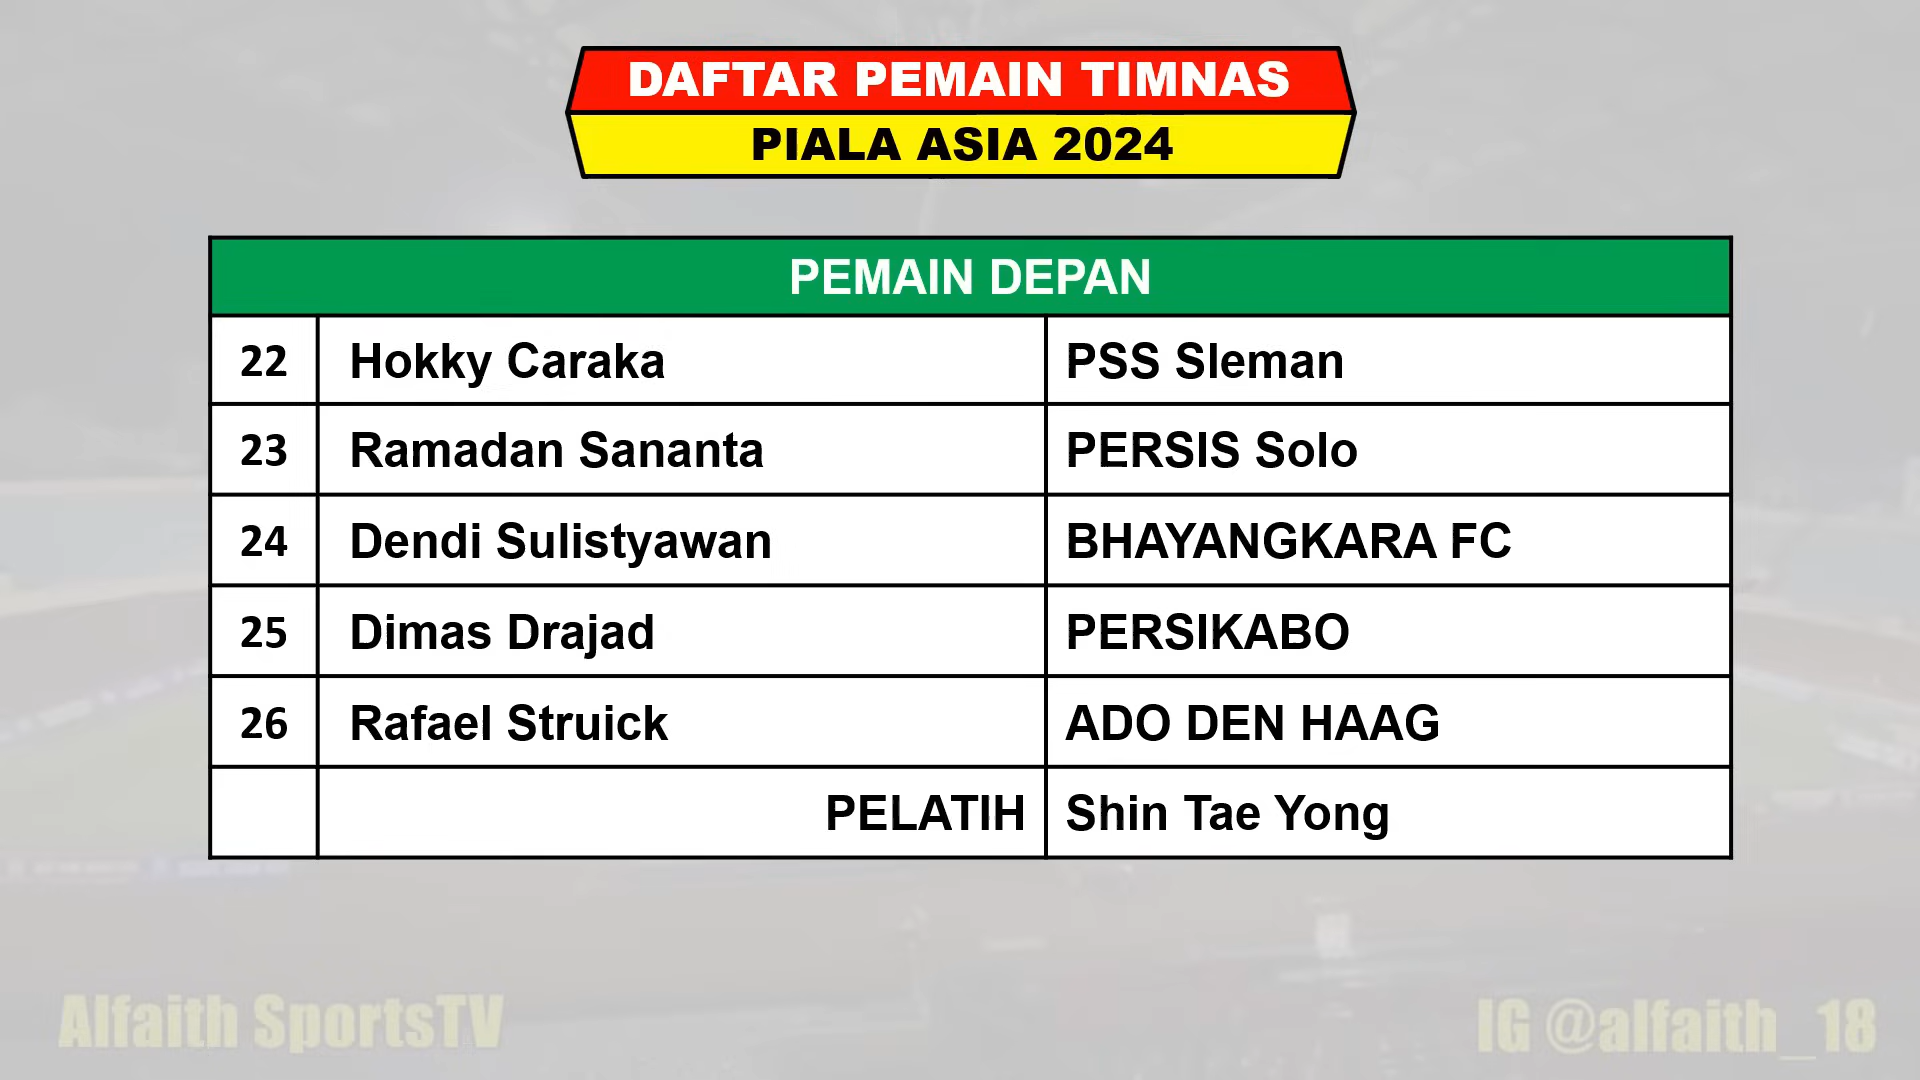 DAFTAR PEMAIN TIMNAS
PIALA ASIA 2024
PEMAIN DEPAN
22 Hokky Caraka PSS Sleman
23 Ramadan Sananta PERSIS Solo
24 Dendi Sulistyawan BHAYANGKARA FC
25 Dimas Drajad PERSIKABO
26 Rafael Struick ADO DEN HAAG
PELATIH Shin Tae Yong
Alfaith SportsTV
IG @alfaith_18